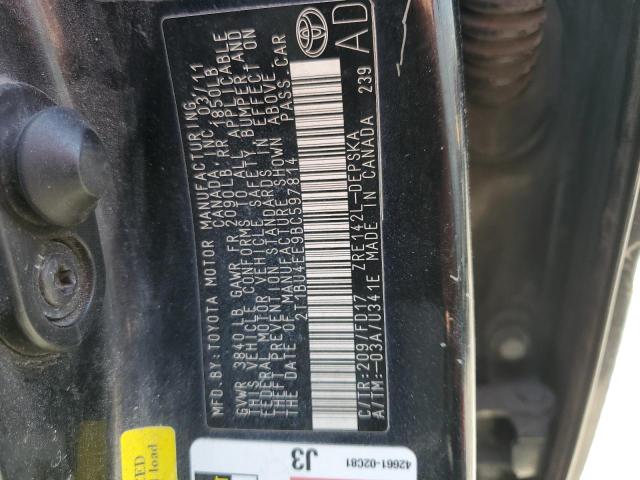 MFD.BY:TOYOTA MOTOR MANUFACTURING
CANADA, INC. 03/11
GVWR 3840LB GAWR FR 2090LB RR 1850LB
THIS VEHICLE CONFORMS TO ALL APPLICABLE
FEDERAL MOTOR VEHICLE SAFETY, BUMPER, AND
THEFT PREVENTION STANDARDS IN EFFECT ON
THE DATE OF MANUFACTURE SHOWN ABOVE.
2T1BU4EE9BC597814 PASS.CAR
C/TR:209/FD17 ZRE142L-DEPSKA
A/TM:-03A/U341E MADE IN CANADA 239
AD
TOYOTA
J3
42661-02C81
load